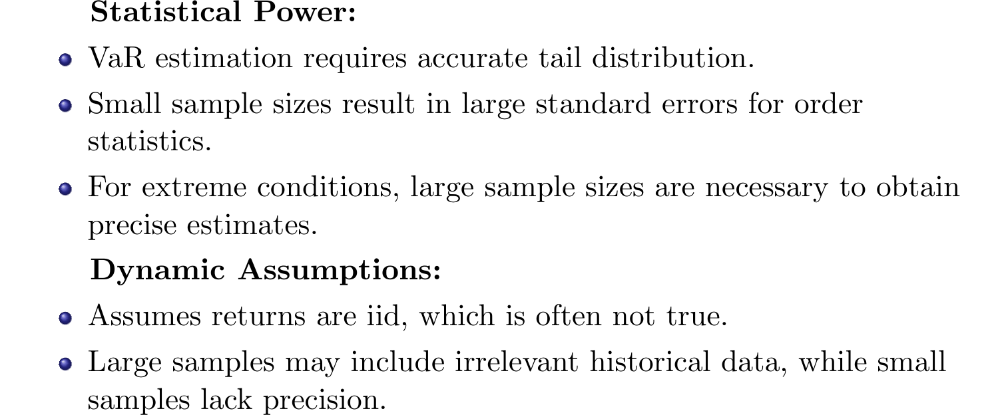 Statistical Power:
VaR estimation requires accurate tail distribution.
Small sample sizes result in large standard errors for order
statistics.
For extreme conditions, large sample sizes are necessary to obtain
precise estimates.
Dynamic Assumptions:
Assumes returns are iid, which is often not true.
Large samples may include irrelevant historical data, while small
samples lack precision.